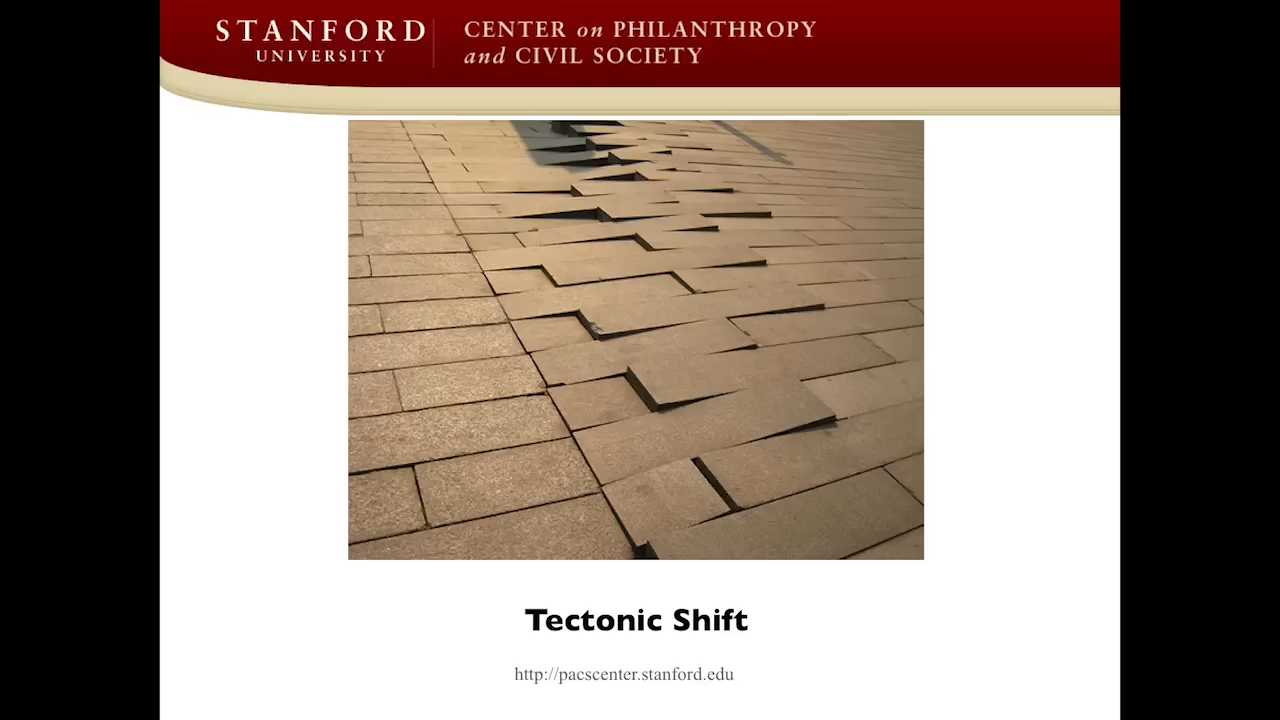 STANFORD
UNIVERSITY
CENTER on PHILANTHROPY
and CIVIL SOCIETY
Tectonic Shift
http://pacscenter.stanford.edu